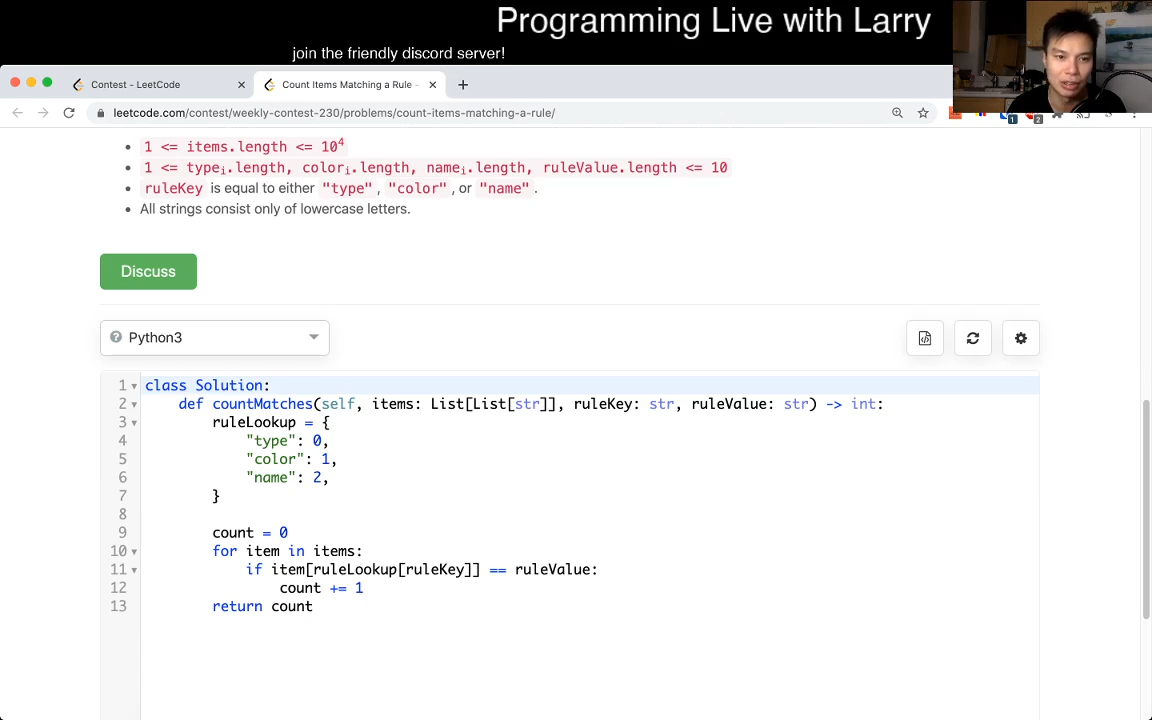 Programming Live with Larry
join the friendly discord server!
Contest - LeetCode
Count Items Matching a Rule -
leetcode.com/contest/weekly-contest-230/problems/count-items-matching-a-rule/
1
2
• 1 <= items.length <= 10⁴
• 1 <= typeᵢ.length, colorᵢ.length, nameᵢ.length, ruleValue.length <= 10
• ruleKey is equal to either "type", "color", or "name".
• All strings consist only of lowercase letters.
Discuss
Python3
1 class Solution:
2 def countMatches(self, items: List[List[str]], ruleKey: str, ruleValue: str) -> int:
3 ruleLookup = {
4 "type": 0,
5 "color": 1,
6 "name": 2,
7 }
8
9 count = 0
10 for item in items:
11 if item[ruleLookup[ruleKey]] == ruleValue:
12 count += 1
13 return count